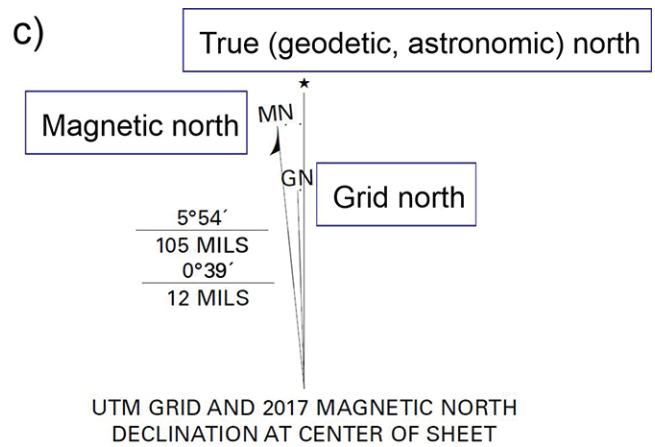 c)
True (geodetic, astronomic) north
MN
Magnetic north
GN
Grid north
5°54´
105 MILS
0°39´
12 MILS
UTM GRID AND 2017 MAGNETIC NORTH
DECLINATION AT CENTER OF SHEET